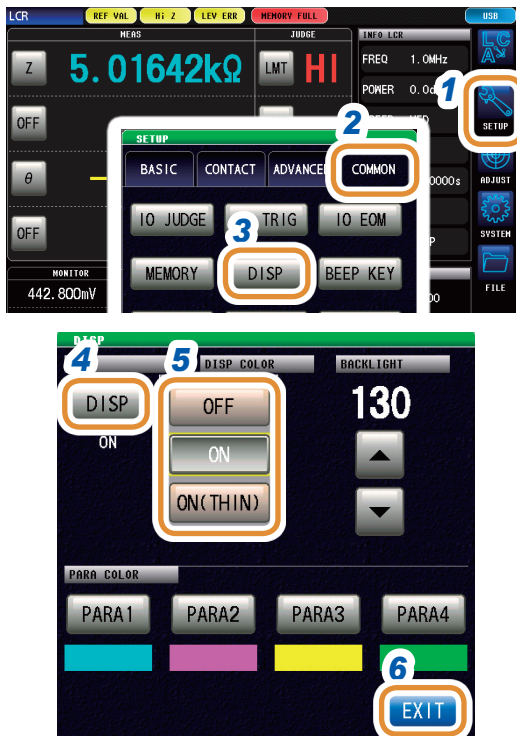 LCR REF VAL Hi Z LEV ERR MEMORY FULL USB
MEAS JUDGE INFO LCR
Z 5.01642kΩ LMT HI
FREQ 1.0MHz
POWER
1
SETUP
OFF
2
SETUP
BASIC CONTACT ADVANCE COMMON
θ
0000s
ADJUST
IO JUDGE TRIG IO EOM
3
OFF
P
SYSTEM
MEMORY DISP BEEP KEY
MONITOR
442.800mV
00
FILE
DISP
4 5 DISP COLOR BACKLIGHT
DISP OFF 130
ON ON
ON(THIN)
PARA COLOR
PARA1 PARA2 PARA3 PARA4
6
EXIT